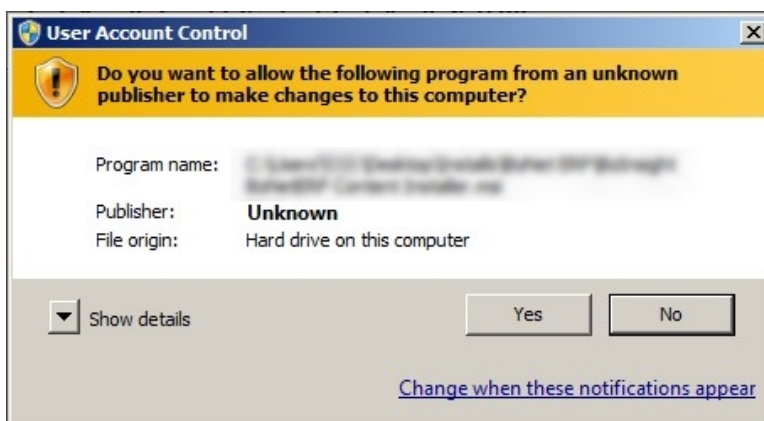 User Account Control
Do you want to allow the following program from an unknown
publisher to make changes to this computer?
Program name:
Publisher: Unknown
File origin: Hard drive on this computer
Show details
Yes No
Change when these notifications appear